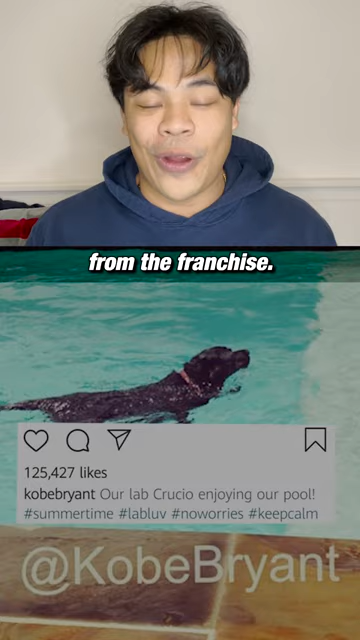 from the franchise.
125,427 likes
kobebryant Our lab Crucio enjoying our pool!
#summertime #labluv #noworries #keepcalm
@KobeBryant